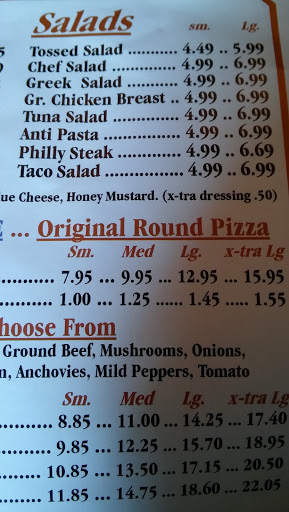 Salads sm. Lg.
Tossed Salad ........... 4.49 .. 5.99
Chef Salad .............. 4.99 .. 6.99
Greek Salad ........... 4.99 .. 6.99
Gr. Chicken Breast .. 4.99 .. 6.99
Tuna Salad ............. 4.99 .. 6.99
Anti Pasta ............... 4.99 .. 6.99
Philly Steak ............. 4.99 .. 6.69
Taco Salad .............. 4.99 .. 6.99
Cheese, Honey Mustard. (x-tra dressing .50)
... Original Round Pizza
Sm. Med Lg. x-tra Lg
............ 7.95 ... 9.95 ... 12.95 ... 15.95
............ 1.00 ... 1.25 ...... 1.45 ..... 1.55
hoose From
Ground Beef, Mushrooms, Onions,
Anchovies, Mild Peppers, Tomato
Sm. Med Lg. x-tra Lg
........... 8.85 ... 11.00 ... 14.25 ... 17.40
........... 9.85 ... 12.25 ... 15.70 ... 18.95
......... 10.85 ... 13.50 ... 17.15 ... 20.50
......... 11.85 ... 14.75 ... 18.60 ... 22.05